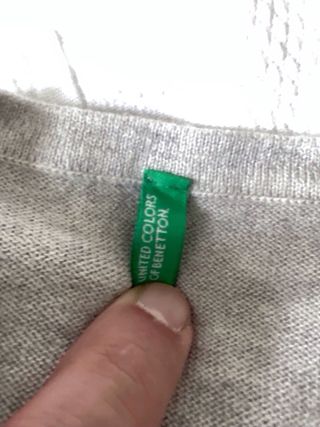 UNITED COLORS
OF BENETTON.